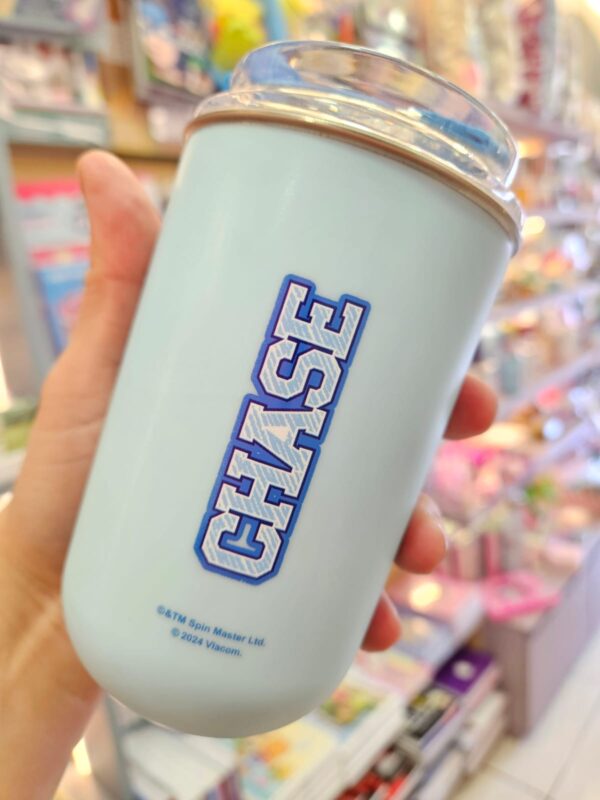 CHASE
©&TM Spin Master Ltd.
© 2024 Viacom.